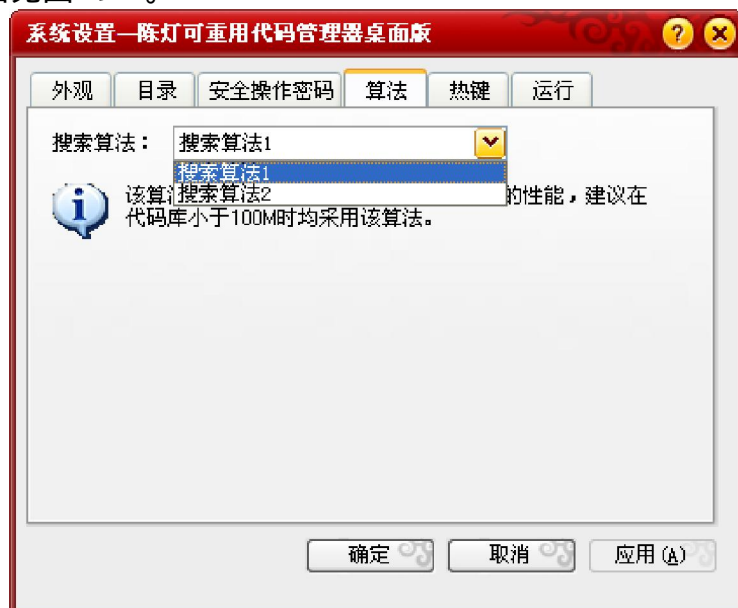 系统设置—陈灯可重用代码管理器桌面版
外观 目录 安全操作密码 算法 热键 运行
搜索算法： 搜索算法1
搜索算法1
搜索算法2
该算 的性能，建议在
代码库小于100M时均采用该算法。
确定 取消 应用(A)